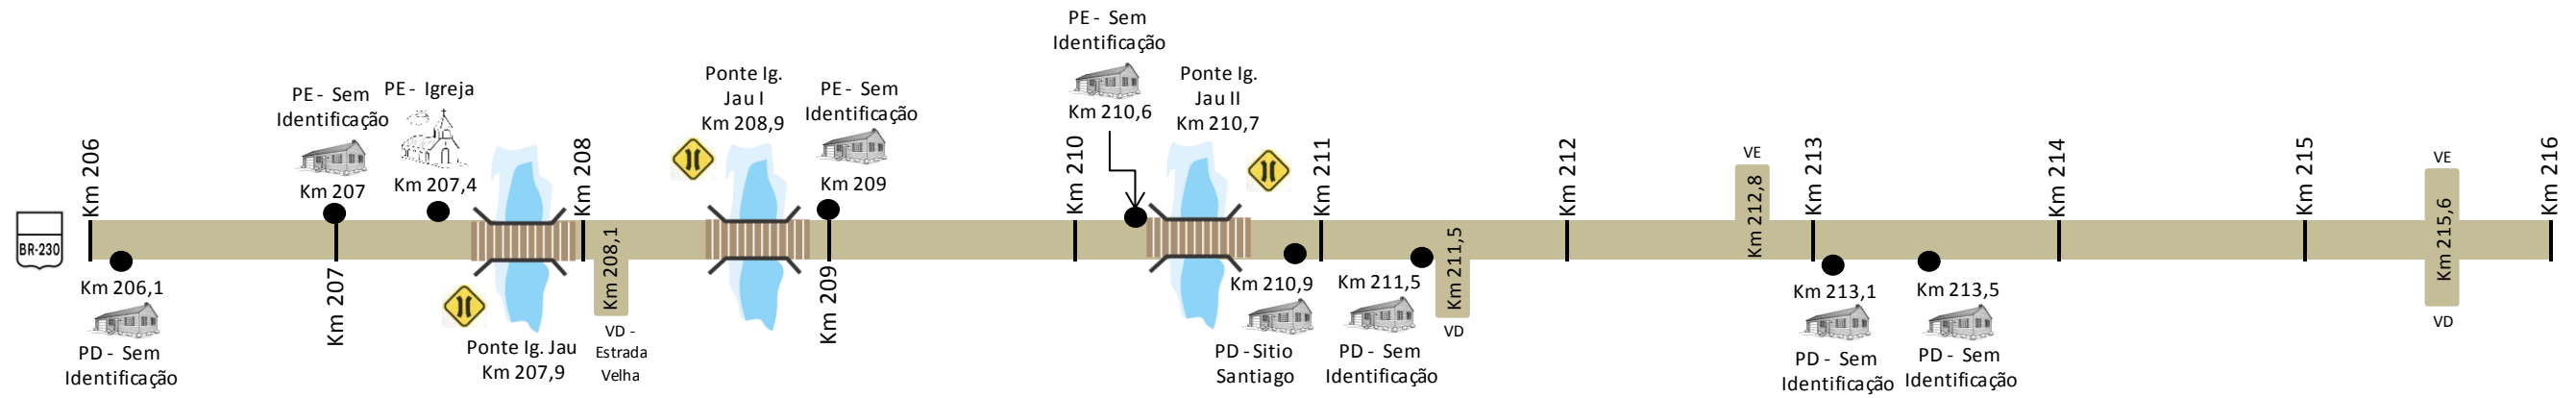 BR-230
Km 206
Km 206,1
PD - Sem
Identificação
PE - Sem
Identificação
Km 207
Km 207
PE - Igreja
Km 207,4
Ponte Ig. Jau
Km 207,9
Km 208
Km 208,1
VD -
Estrada
Velha
Ponte Ig.
Jau I
Km 208,9
PE - Sem
Identificação
Km 209
Km 209
Km 210
PE - Sem
Identificação
Km 210,6
Ponte Ig.
Jau II
Km 210,7
Km 210,9
PD - Sitio
Santiago
Km 211
Km 211,5
PD - Sem
Identificação
Km 211,5
VD
Km 212
VE
Km 212,8
Km 213
Km 213,1
PD - Sem
Identificação
Km 213,5
PD - Sem
Identificação
Km 214
Km 215
VE
Km 215,6
VD
Km 216